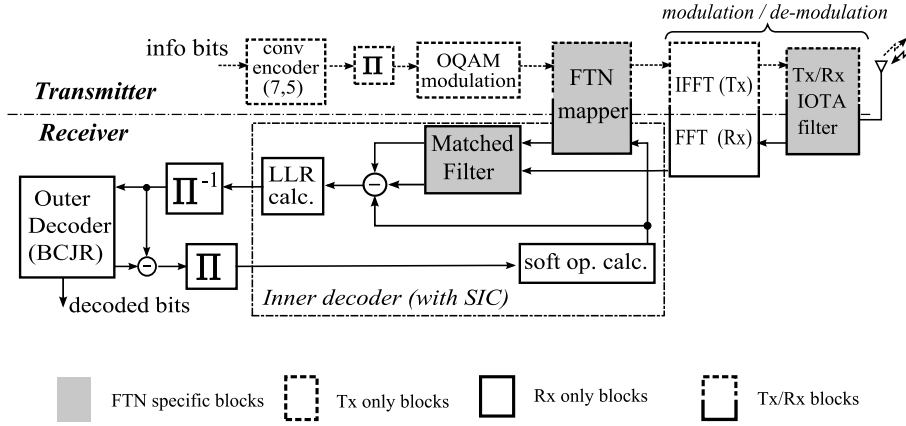 modulation / de-modulation
info bits
conv
encoder
(7,5)
Π
OQAM
modulation
FTN
mapper
IFFT (Tx)
FFT (Rx)
Tx/Rx
IOTA
filter
Transmitter
Receiver
Matched
Filter
LLR
calc.
−
Π-1
Outer
Decoder
(BCJR)
−
Π
soft op. calc.
Inner decoder (with SIC)
decoded bits
FTN specific blocks
Tx only blocks
Rx only blocks
Tx/Rx blocks